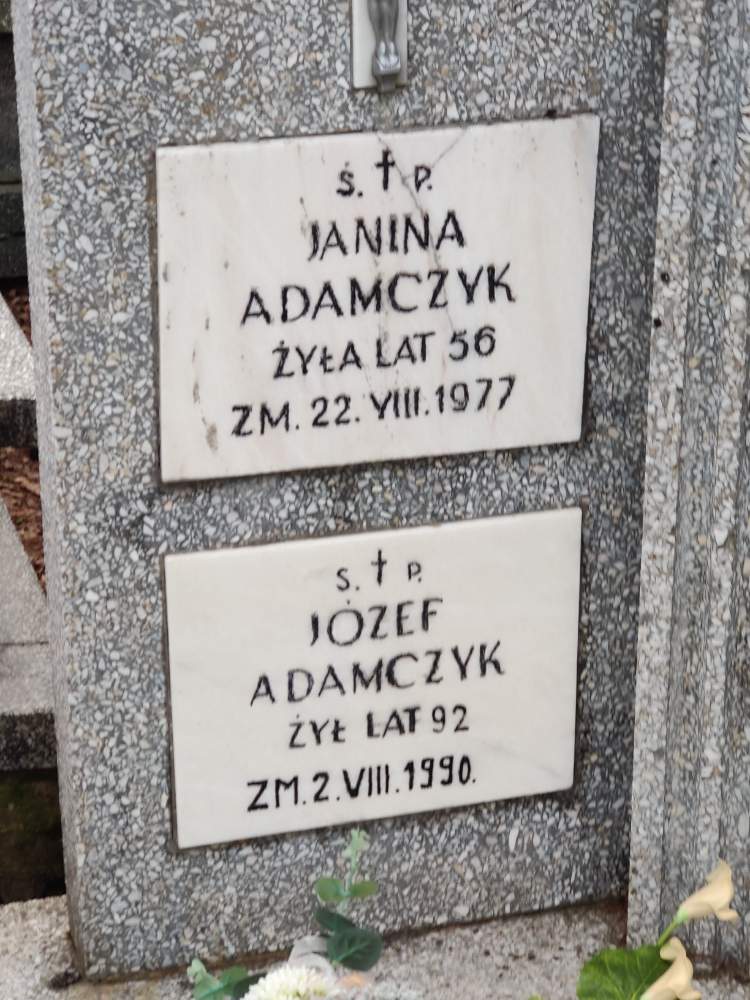 Ś. † P.
JANINA
ADAMCZYK
ŻYŁA LAT 56
ZM. 22. VIII. 1977
Ś. † P.
JÓZEF
ADAMCZYK
ŻYŁ LAT 92
ZM. 2. VIII. 1990.